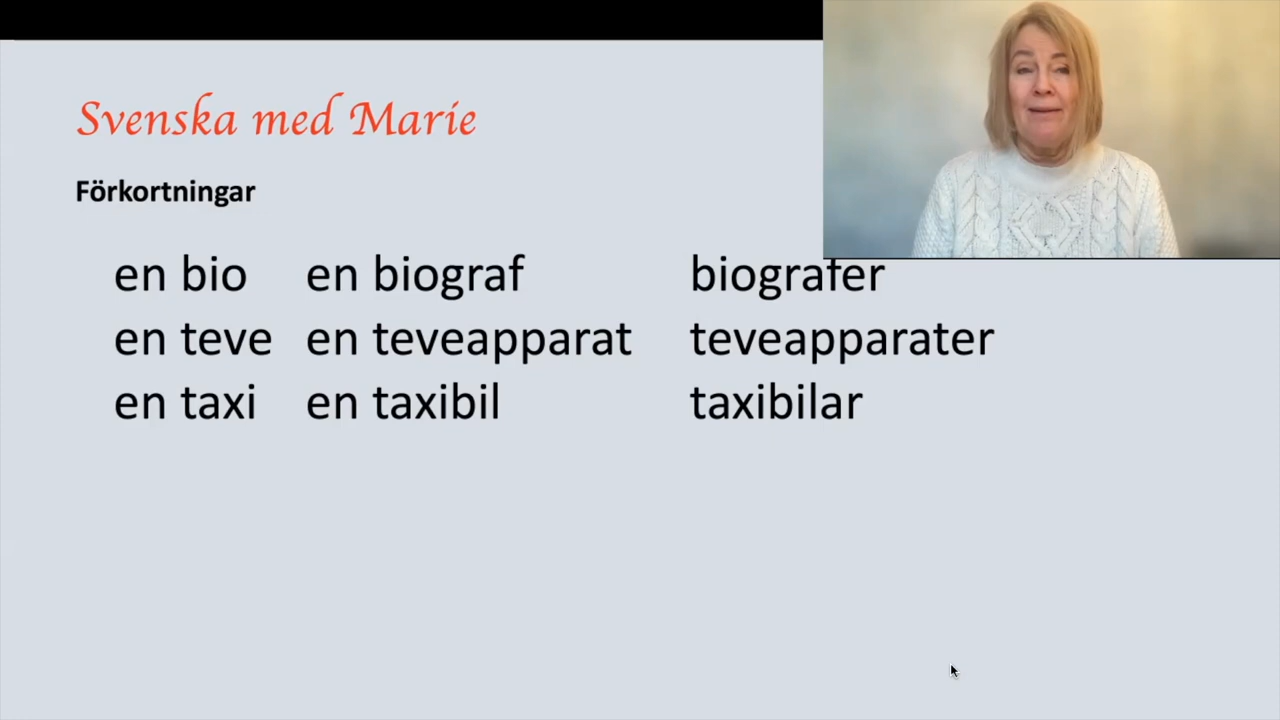 Svenska med Marie
Förkortningar
en bio en biograf biografer
en teve en teveapparat teveapparater
en taxi en taxibil taxibilar